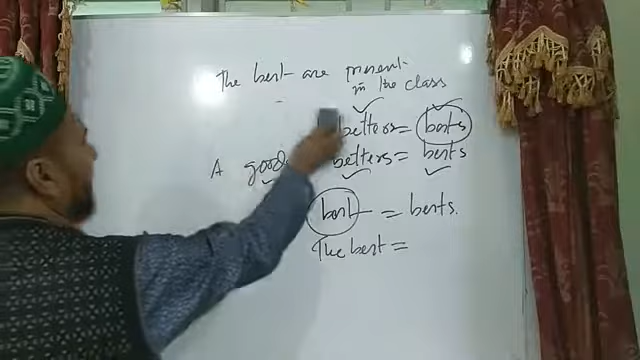 The best are present
in the class
betters = bests
A good betters = bests
best = bests.
The best =